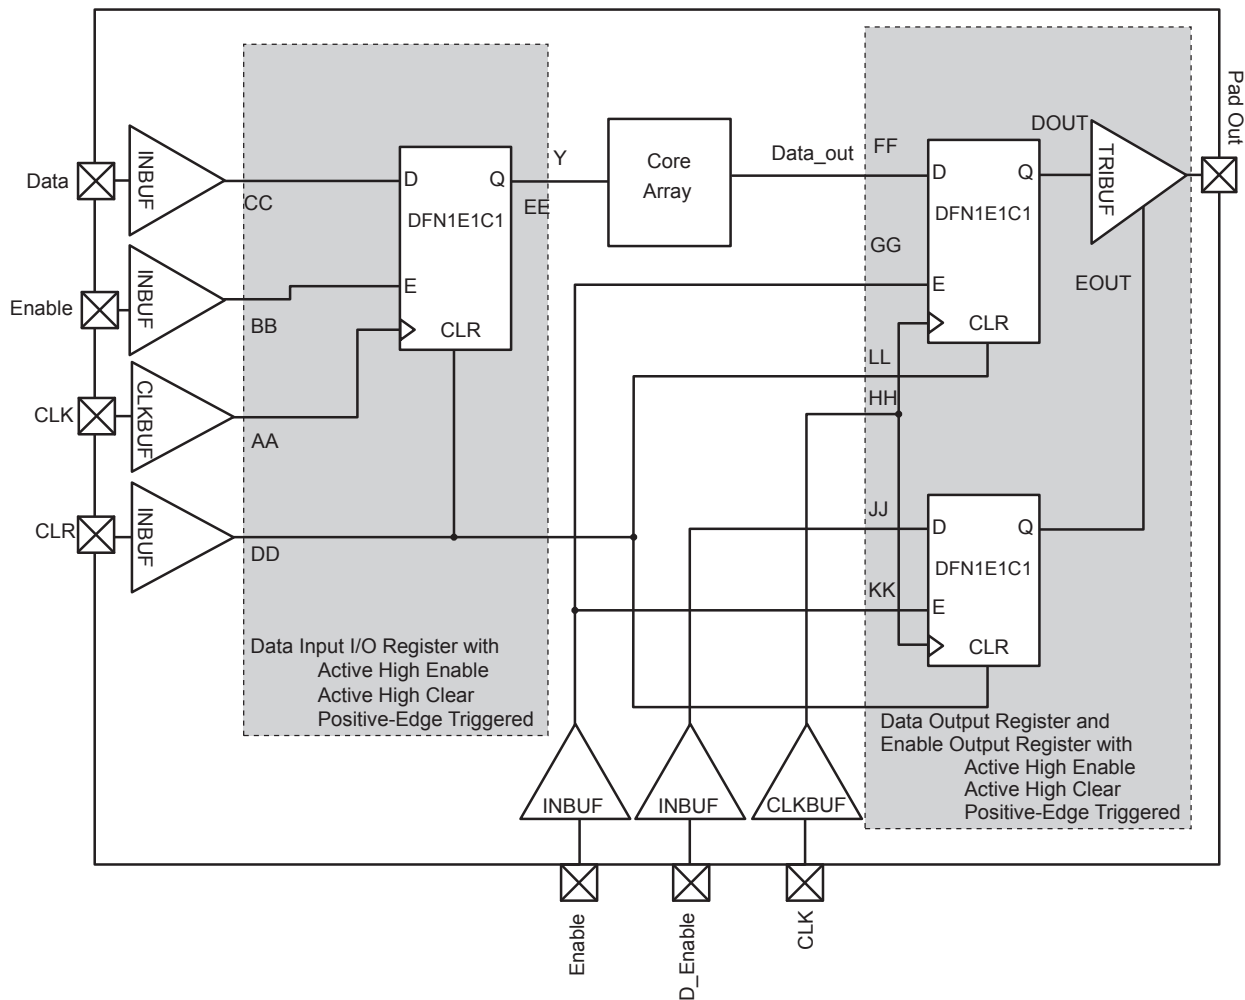 Pad Out
DOUT
TRIBUF
INBUF
Data
CC
D
Q
DFN1E1C1
E
CLR
Y
EE
Core
Array
Data_out
FF
D
Q
DFN1E1C1
GG
E
CLR
EOUT
INBUF
Enable
BB
CLKBUF
CLK
AA
LL
HH
INBUF
CLR
DD
JJ
D
Q
DFN1E1C1
KK
E
CLR
Data Input I/O Register with
Active High Enable
Active High Clear
Positive-Edge Triggered
Data Output Register and
Enable Output Register with
Active High Enable
Active High Clear
Positive-Edge Triggered
INBUF
INBUF
CLKBUF
Enable
D_Enable
CLK